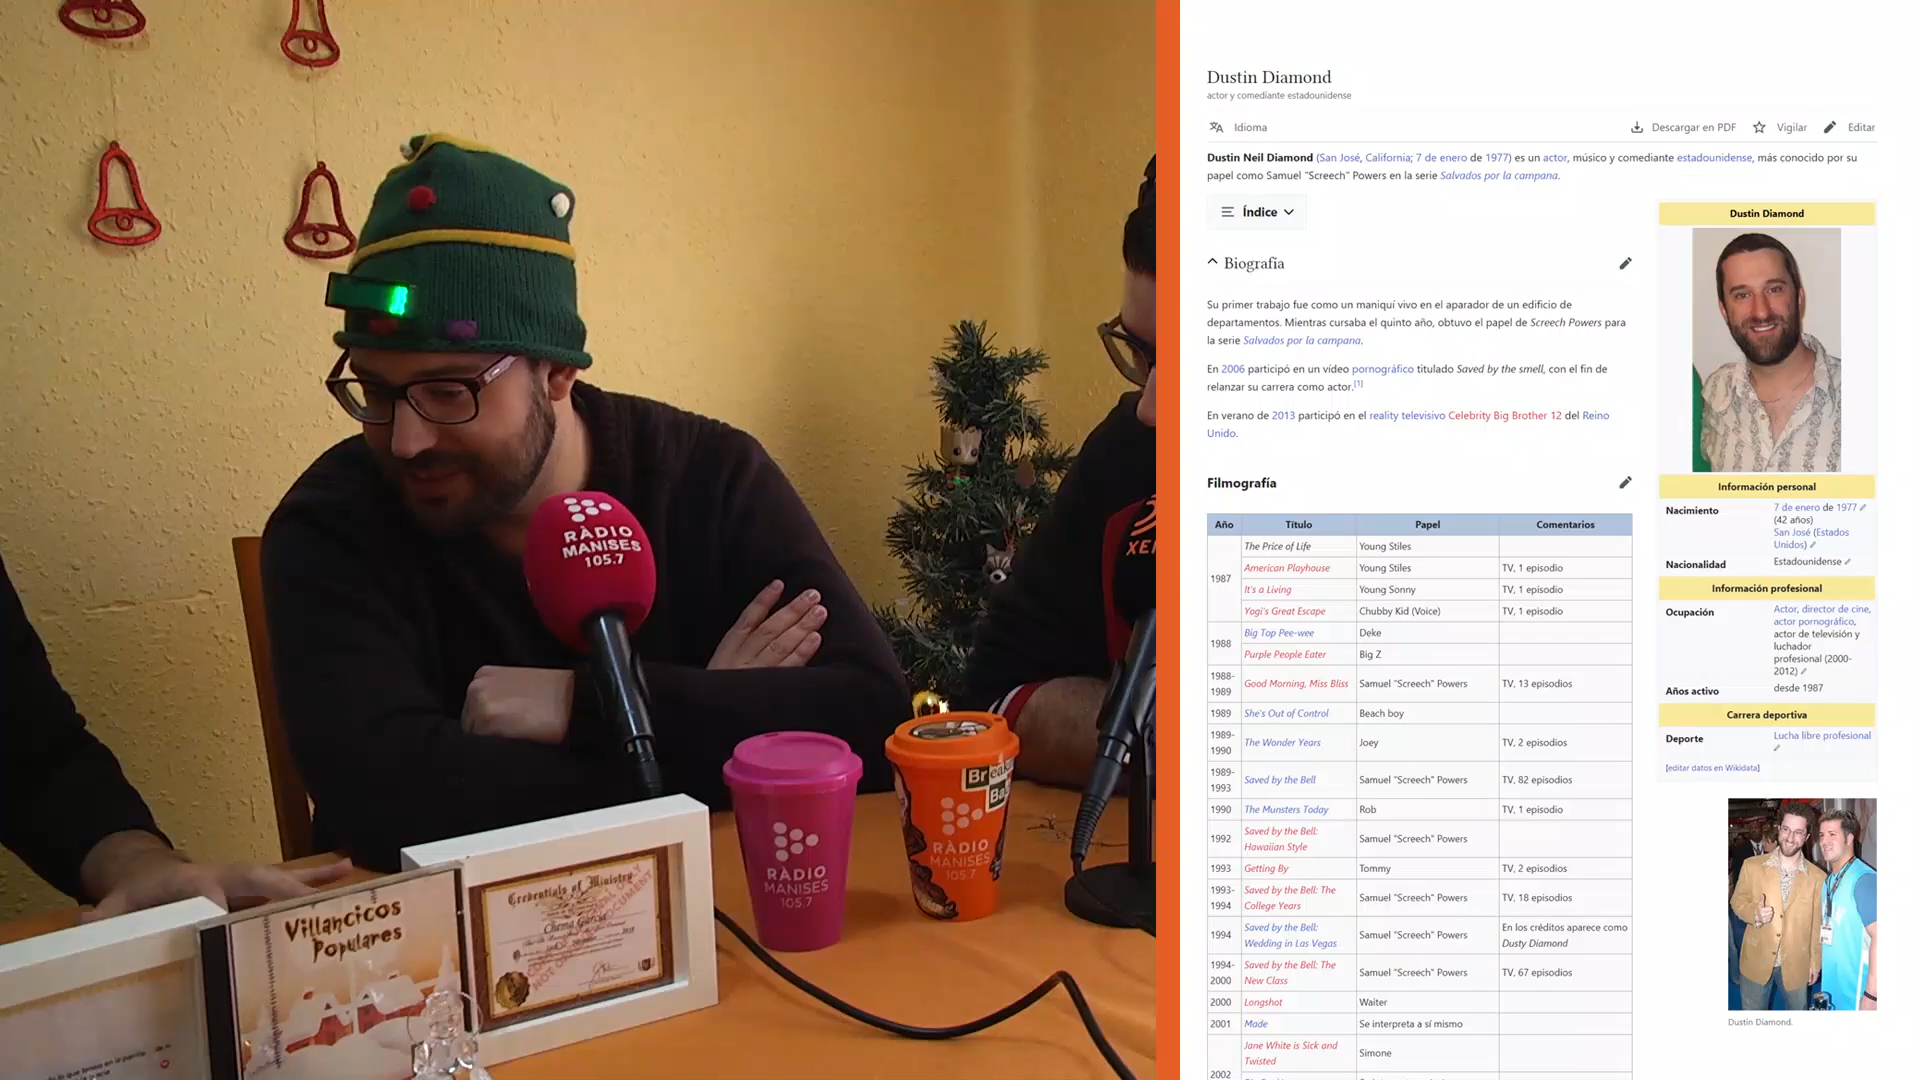 RÀDIO
MANISES
105.7
XE
Break
Ba
RÀDIO
MANISES
105.7
RÀDIO
MANISES
105.7
Villancicos
Populares
Credentials of Ministry
Chema García
Dustin Diamond
actor y comediante estadounidense
Idioma
Descargar en PDF
Vigilar
Editar
Dustin Neil Diamond (San José, California; 7 de enero de 1977) es un actor, músico y comediante estadounidense, más conocido por su
papel como Samuel "Screech" Powers en la serie Salvados por la campana.
Índice
Biografía
Su primer trabajo fue como un maniquí vivo en el aparador de un edificio de
departamentos. Mientras cursaba el quinto año, obtuvo el papel de Screech Powers para
la serie Salvados por la campana.
En 2006 participó en un vídeo pornográfico titulado Saved by the smell, con el fin de
relanzar su carrera como actor.[1]
En verano de 2013 participó en el reality televisivo Celebrity Big Brother 12 del Reino
Unido.
Filmografía
Año Título Papel Comentarios
1987
The Price of Life Young Stiles
American Playhouse Young Stiles TV, 1 episodio
It's a Living Young Sonny TV, 1 episodio
Yogi's Great Escape Chubby Kid (Voice) TV, 1 episodio
1988
Big Top Pee-wee Deke
Purple People Eater Big Z
1988-
1989
Good Morning, Miss Bliss Samuel "Screech" Powers TV, 13 episodios
1989 She's Out of Control Beach boy
1989-
1990
The Wonder Years Joey TV, 2 episodios
1989-
1993
Saved by the Bell Samuel "Screech" Powers TV, 82 episodios
1990 The Munsters Today Rob TV, 1 episodio
1992
Saved by the Bell:
Hawaiian Style
Samuel "Screech" Powers
1993 Getting By Tommy TV, 2 episodios
1993-
1994
Saved by the Bell: The
College Years
Samuel "Screech" Powers TV, 18 episodios
1994
Saved by the Bell:
Wedding in Las Vegas
Samuel "Screech" Powers
En los créditos aparece como
Dusty Diamond
1994-
2000
Saved by the Bell: The
New Class
Samuel "Screech" Powers TV, 67 episodios
2000 Longshot Waiter
2001 Made Se interpreta a sí mismo
2002
Jane White is Sick and
Twisted
Simone
Dustin Diamond
Información personal
Nacimiento
7 de enero de 1977
(42 años)
San José (Estados
Unidos)
Nacionalidad Estadounidense
Información profesional
Ocupación
Actor, director de cine,
actor pornográfico,
actor de televisión y
luchador
profesional (2000-
2012)
Años activo desde 1987
Carrera deportiva
Deporte Lucha libre profesional
[editar datos en Wikidata]
Dustin Diamond.